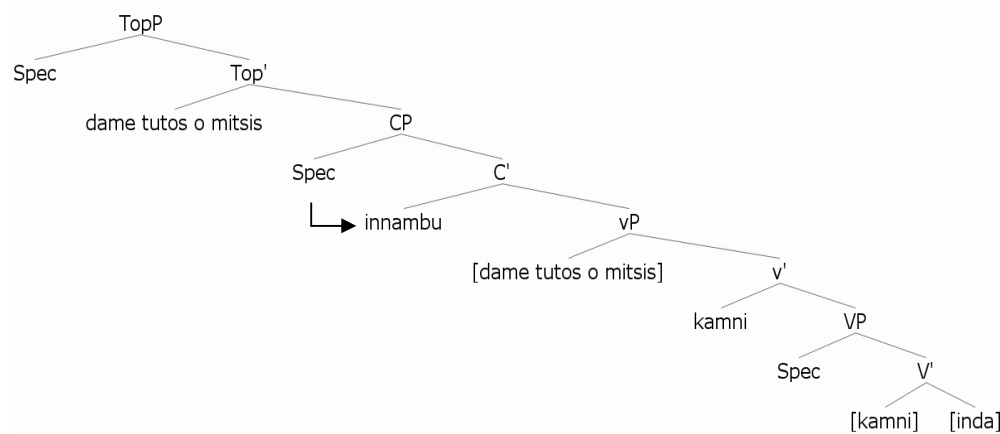 TopP
Spec Top'
dame tutos o mitsis CP
Spec C'
innambu vP
[dame tutos o mitsis] v'
kamni VP
Spec V'
[kamni] [inda]